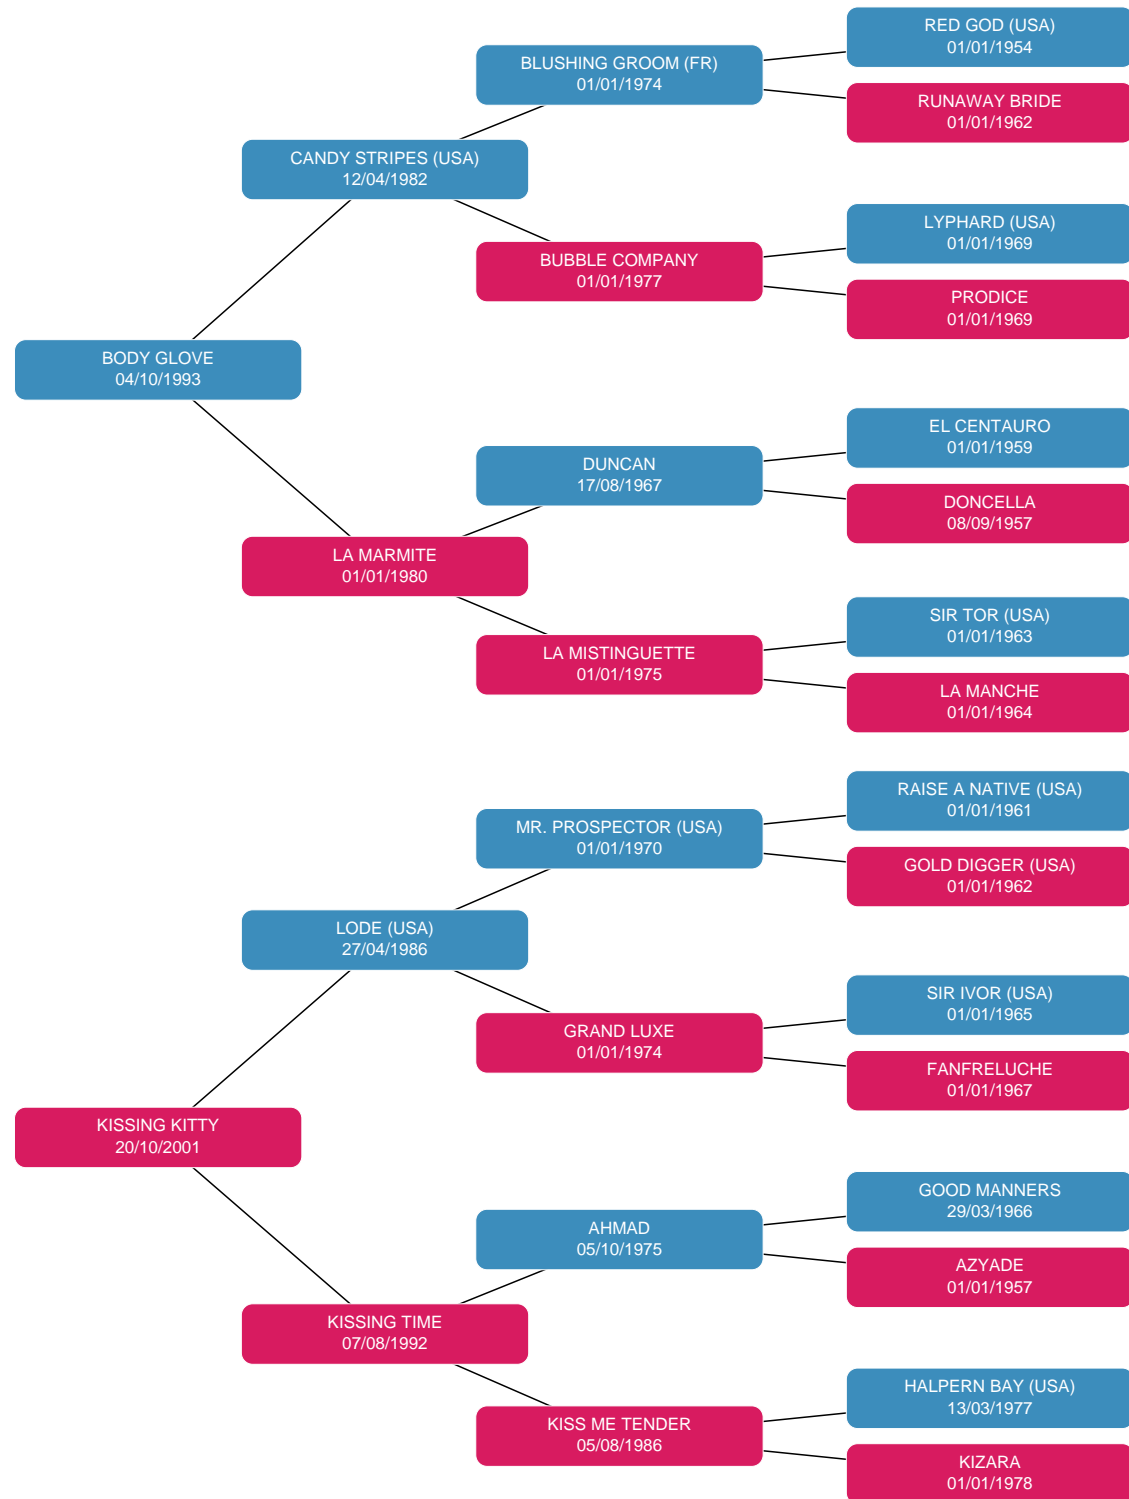 RED GOD (USA)
01/01/1954
BLUSHING GROOM (FR)
01/01/1974
RUNAWAY BRIDE
01/01/1962
CANDY STRIPES (USA)
12/04/1982
LYPHARD (USA)
01/01/1969
BUBBLE COMPANY
01/01/1977
PRODICE
01/01/1969
BODY GLOVE
04/10/1993
EL CENTAURO
01/01/1959
DUNCAN
17/08/1967
DONCELLA
08/09/1957
LA MARMITE
01/01/1980
SIR TOR (USA)
01/01/1963
LA MISTINGUETTE
01/01/1975
LA MANCHE
01/01/1964
RAISE A NATIVE (USA)
01/01/1961
MR. PROSPECTOR (USA)
01/01/1970
GOLD DIGGER (USA)
01/01/1962
LODE (USA)
27/04/1986
SIR IVOR (USA)
01/01/1965
GRAND LUXE
01/01/1974
FANFRELUCHE
01/01/1967
KISSING KITTY
20/10/2001
GOOD MANNERS
29/03/1966
AHMAD
05/10/1975
AZYADE
01/01/1957
KISSING TIME
07/08/1992
HALPERN BAY (USA)
13/03/1977
KISS ME TENDER
05/08/1986
KIZARA
01/01/1978